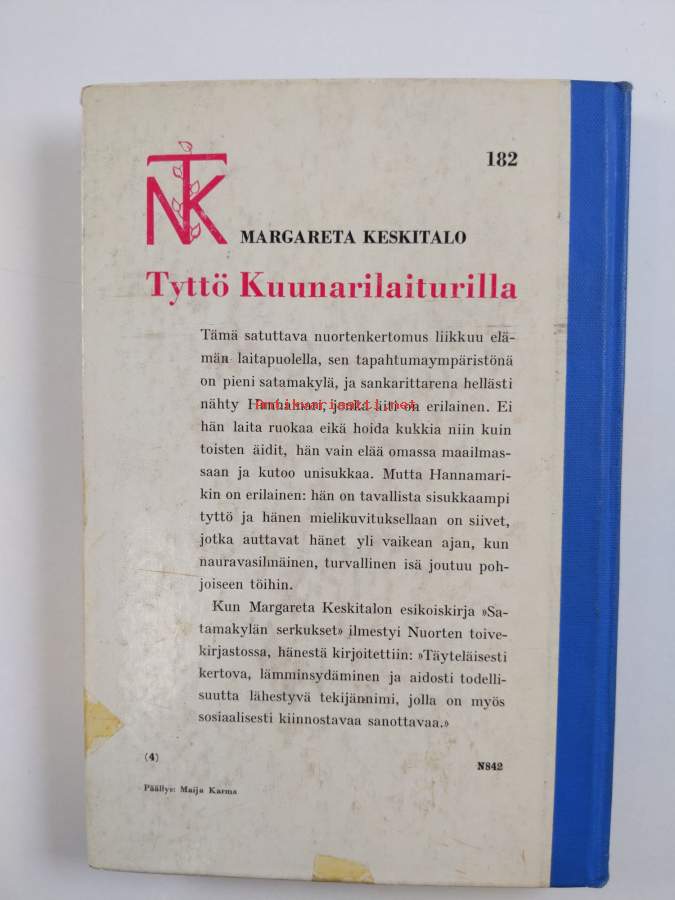 182
NTK
MARGARETA KESKITALO
Tyttö Kuunarilaiturilla
Tämä satuttava nuortenkertomus liikkuu elä-
män laitapuolella, sen tapahtumaympäristönä
on pieni satamakylä, ja sankarittarena hellästi
nähty Hannamari, jonka äiti on erilainen. Ei
antikvariaatti.net
hän laita ruokaa eikä hoida kukkia niin kuin
toisten äidit, hän vain elää omassa maailmas-
saan ja kutoo unisukkaa. Mutta Hannamari-
kin on erilainen: hän on tavallista sisukkaampi
tyttö ja hänen mielikuvituksellaan on siivet,
jotka auttavat hänet yli vaikean ajan, kun
nauravasilmäinen, turvallinen isä joutuu poh-
joiseen töihin.
Kun Margareta Keskitalon esikoiskirja »Sa-
tamakylän serkukset» ilmestyi Nuorten toive-
kirjastossa, hänestä kirjoitettiin: »Täyteläisesti
kertova, lämminsydäminen ja aidosti todelli-
suutta lähestyvä tekijännimi, jolla on myös
sosiaalisesti kiinnostavaa sanottavaa.»
(4)
N842
Päällys: Maija Karma